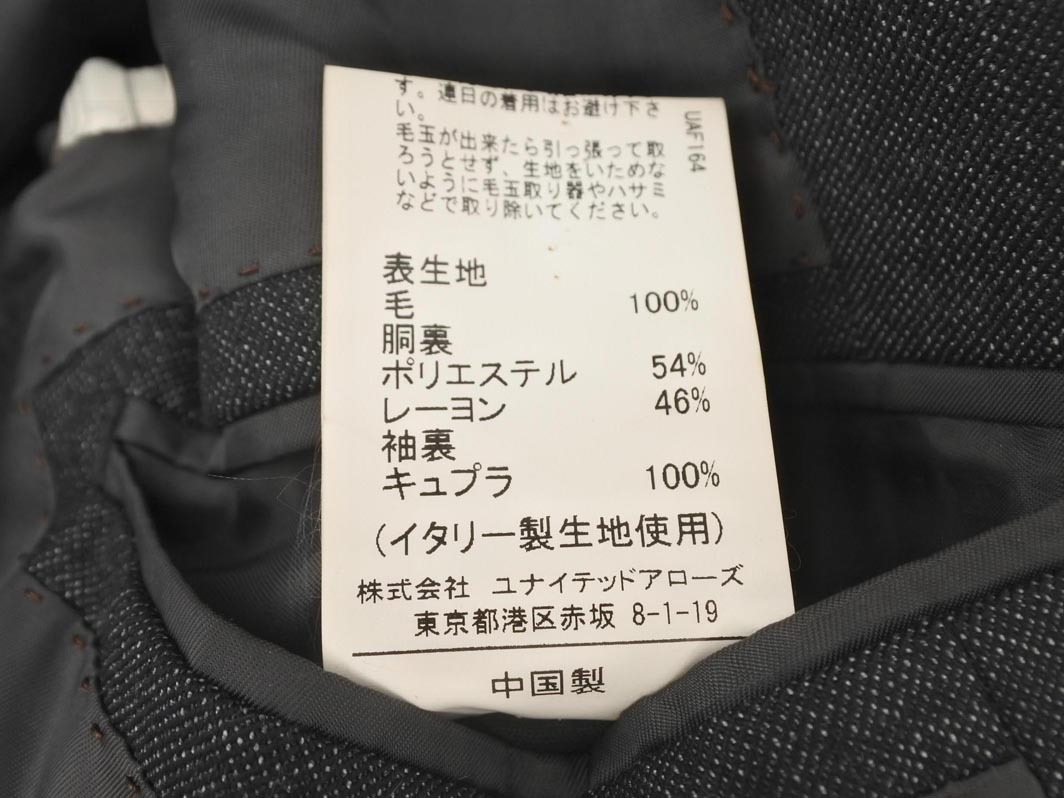 す。連日の着用はお避け下さ
い。
毛玉が出来たら引っ張って取
ろうとせず、生地をいためな
いように毛玉取り器やハサミ
などで取り除いてください。
UAF164
表生地
毛 100%
胴裏
ポリエステル 54%
レーヨン 46%
袖裏
キュプラ 100%
(イタリー製生地使用)
株式会社 ユナイテッドアローズ
東京都港区赤坂 8-1-19
中国製